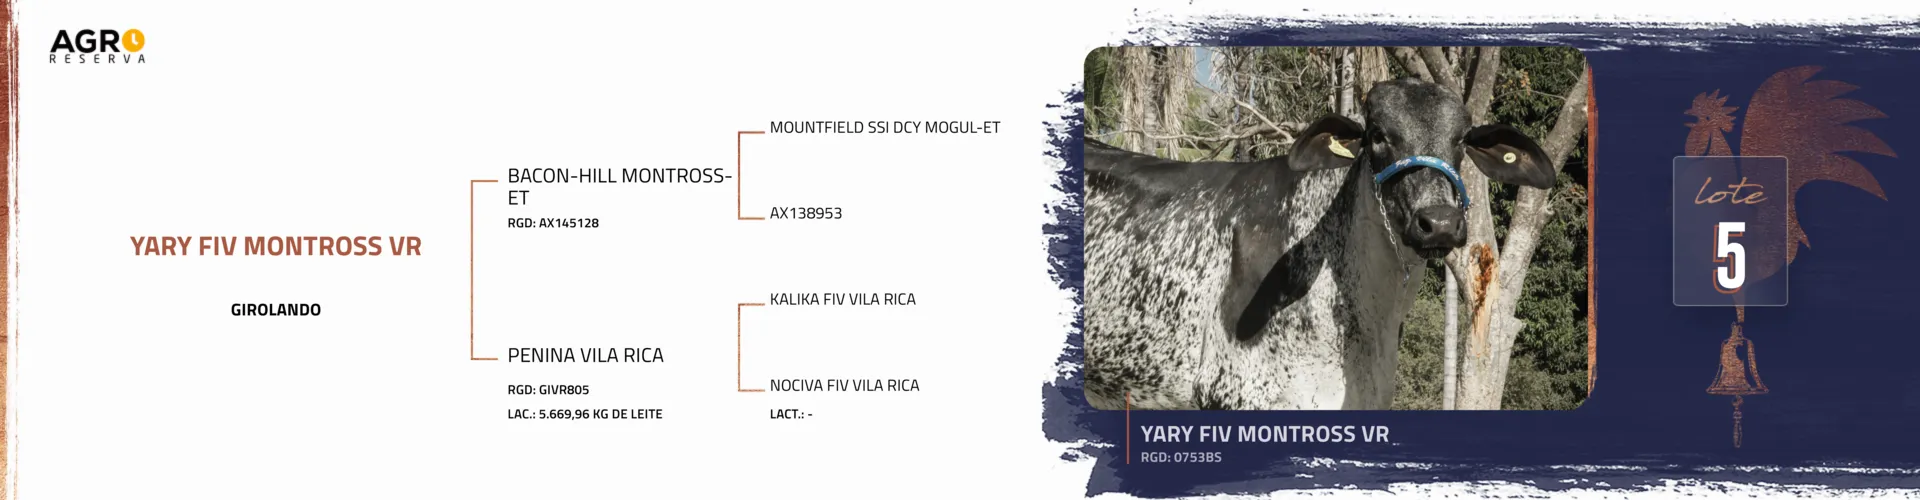 AGRO
RESERVA
YARY FIV MONTROSS VR
GIROLANDO
BACON-HILL MONTROSS-
ET
RGD: AX145128
PENINA VILA RICA
RGD: GIVR805
LAC.: 5.669,96 KG DE LEITE
MOUNTFIELD SSI DCY MOGUL-ET
AX138953
KALIKA FIV VILA RICA
NOCIVA FIV VILA RICA
LACT.: -
lote
5
YARY FIV MONTROSS VR
RGD: 0753BS